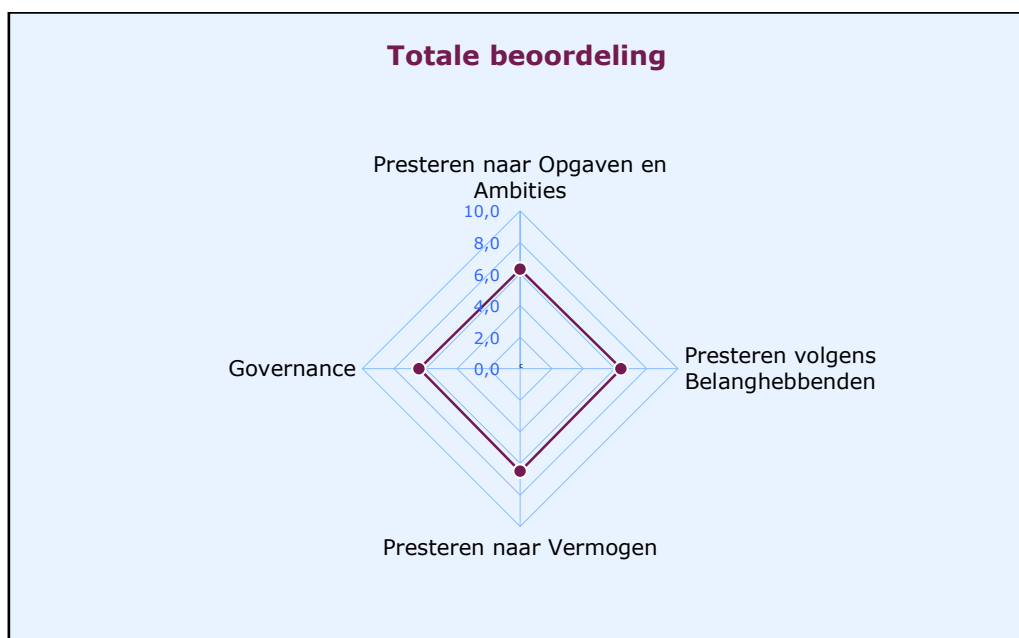 Totale beoordeling
Presteren naar Opgaven en
Ambities
10,0
8,0
6,0
4,0
2,0
0,0
Governance
Presteren volgens
Belanghebbenden
Presteren naar Vermogen